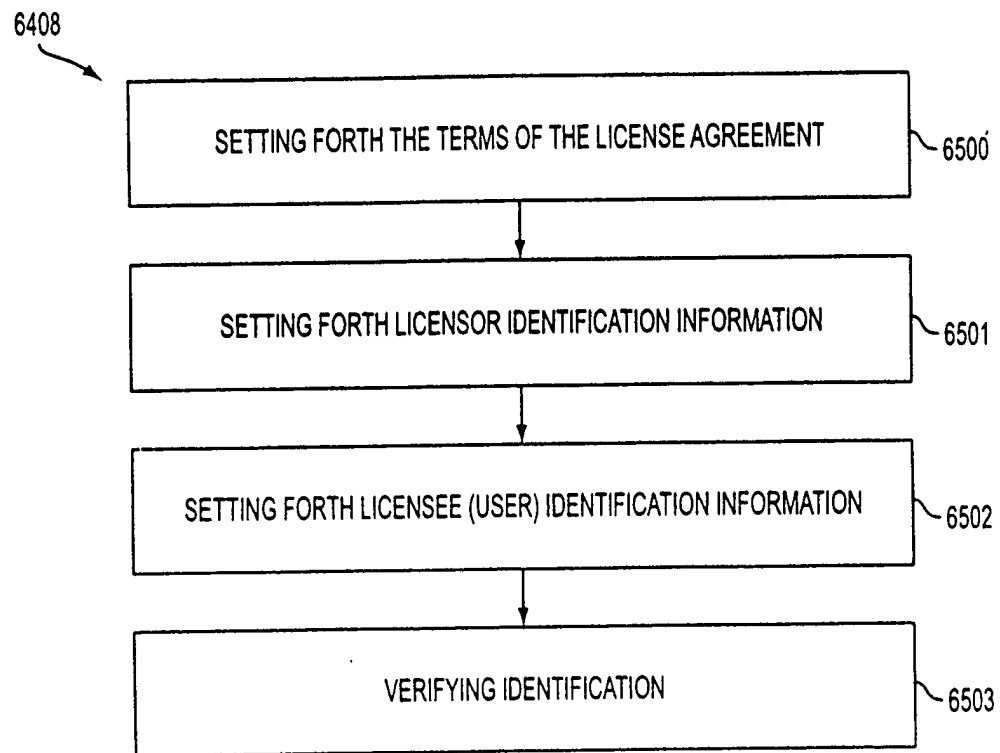 6408
SETTING FORTH THE TERMS OF THE LICENSE AGREEMENT
6500
SETTING FORTH LICENSOR IDENTIFICATION INFORMATION
6501
SETTING FORTH LICENSEE (USER) IDENTIFICATION INFORMATION
6502
VERIFYING IDENTIFICATION
6503